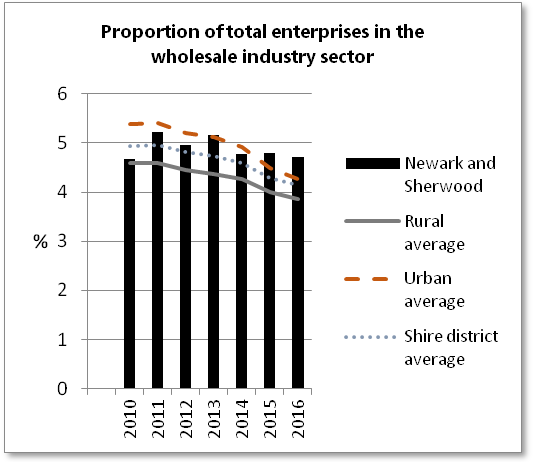 Proportion of total enterprises in the
wholesale industry sector
6
5
4
% 3
2
1
0
2010 2011 2012 2013 2014 2015 2016
Newark and
Sherwood
Rural
average
Urban
average
Shire district
average